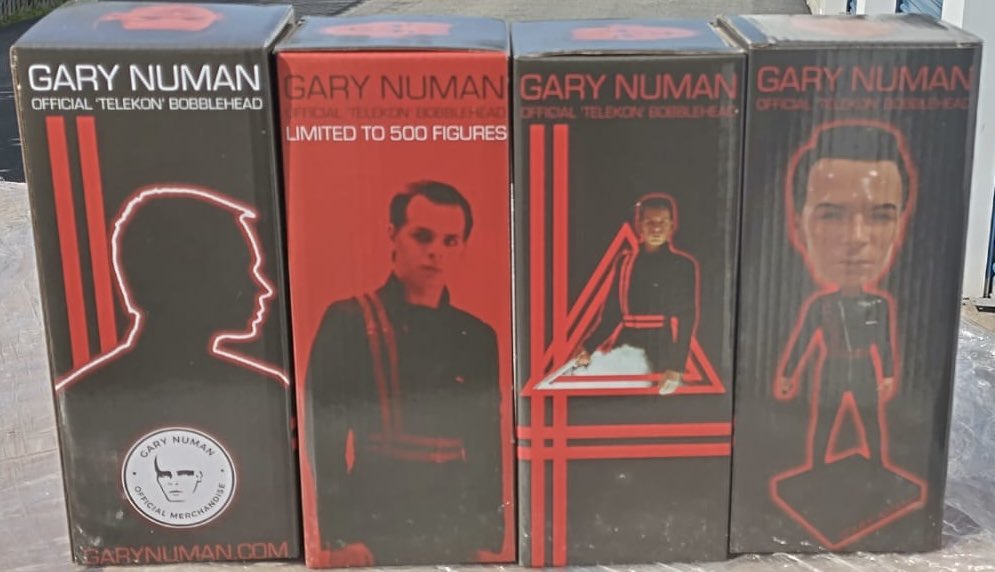 GARY NUMAN
OFFICIAL 'TELEKON' BOBBLEHEAD
GARY NUMAN
OFFICIAL MERCHANDISE
GARYNUMAN.COM
GARY NUMAN
OFFICIAL 'TELEKON' BOBBLEHEAD
LIMITED TO 500 FIGURES
GARY NUMAN
OFFICIAL 'TELEKON' BOBBLEHEAD
GARY NUMAN
OFFICIAL 'TELEKON' BOBBLEHEAD